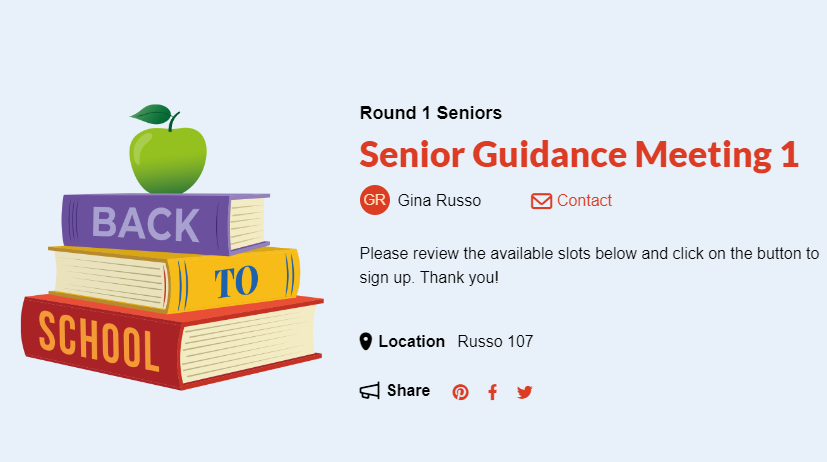 BACK
TO
SCHOOL
Round 1 Seniors
Senior Guidance Meeting 1
GR Gina Russo Contact
Please review the available slots below and click on the button to
sign up. Thank you!
Location Russo 107
Share